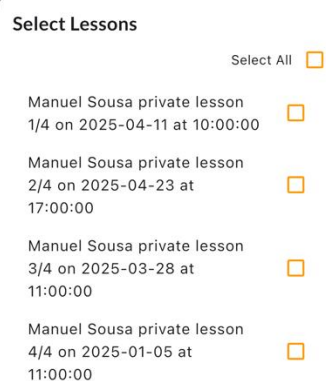 Select Lessons
Select All
Manuel Sousa private lesson
1/4 on 2025-04-11 at 10:00:00
Manuel Sousa private lesson
2/4 on 2025-04-23 at
17:00:00
Manuel Sousa private lesson
3/4 on 2025-03-28 at
11:00:00
Manuel Sousa private lesson
4/4 on 2025-01-05 at
11:00:00